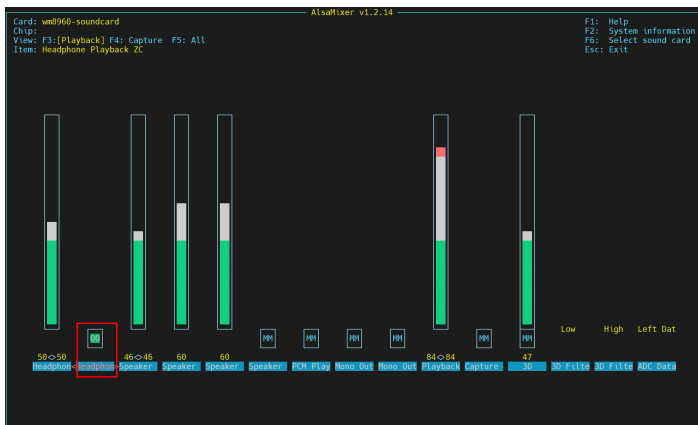 AlsaMixer v1.2.14
Card: wm8960-soundcard F1: Help
Chip: F2: System information
View: F3:[Playback] F4: Capture F5: All F6: Select sound card
Item: Headphone Playback ZC Esc: Exit
Low High Left Dat
OO MM MM MM MM MM MM
50<>50 46<>46 60 60 84<>84 47
Headphon <Headphon> Speaker Speaker Speaker Speaker PCM Play Mono Out Mono Out Playback Capture 3D 3D Filte 3D Filte ADC Data